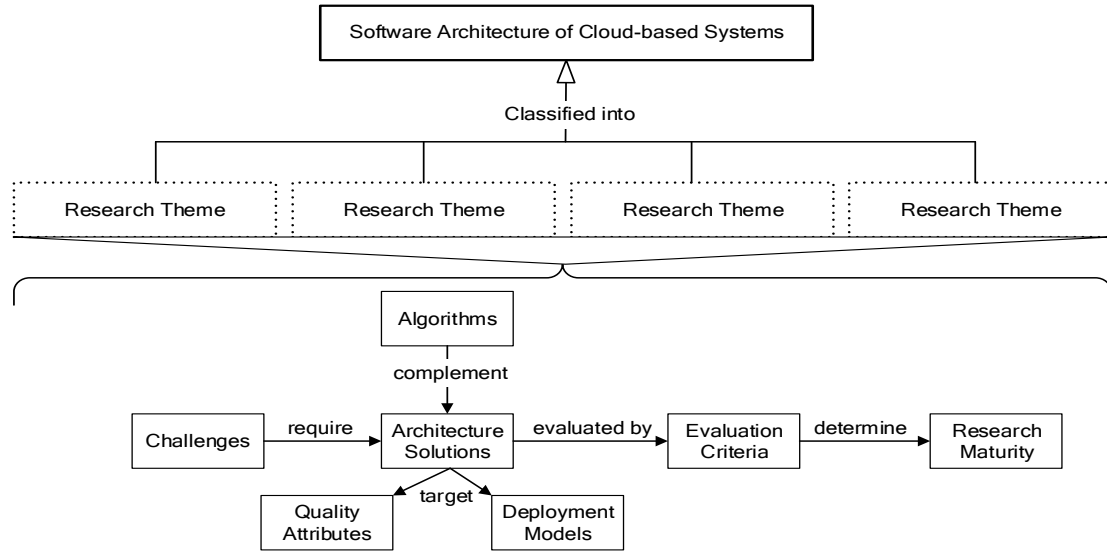 Software Architecture of Cloud-based Systems
Classified into
Research Theme
Research Theme
Research Theme
Research Theme
Algorithms
complement
Challenges
require
Architecture
Solutions
evaluated by
Evaluation
Criteria
determine
Research
Maturity
target
Quality
Attributes
Deployment
Models